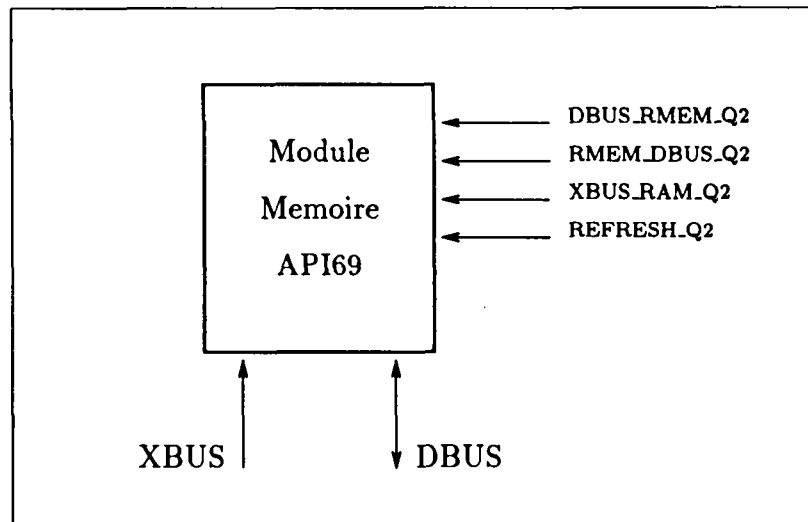 Module
Memoire
API69
DBUS_RMEM_Q2
RMEM_DBUS_Q2
XBUS_RAM_Q2
REFRESH_Q2
XBUS
DBUS